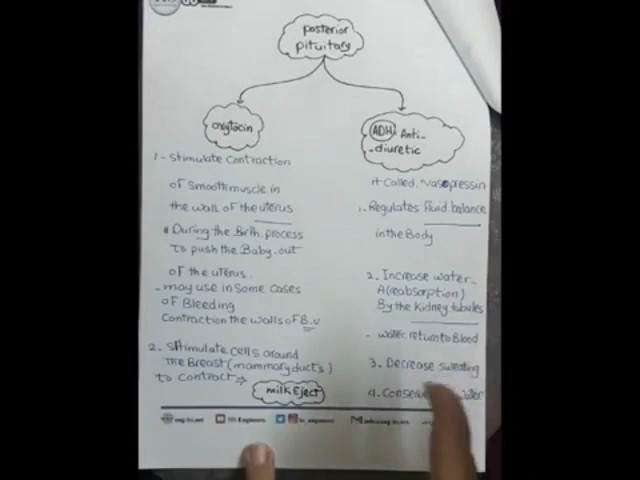 posterior
pituitary
oxytocin
1- Stimulate Contraction
of Smooth muscle in
the wall of the uterus
During the Birth process
To push the Baby out
of the uterus.
- may use in Some Cases
of Bleeding
Contraction the walls of B.v
2. Stimulate Cells around
The Breast (mammary ducts)
to Contract →
milk Eject
ADH Anti-
-diuretic
it Called "vasopressin
1. Regulates fluid balance
in the Body
2. Increase water
A(reabsorption)
By the Kidney tubules
- water return to Blood
3. Decrease sweating
4.